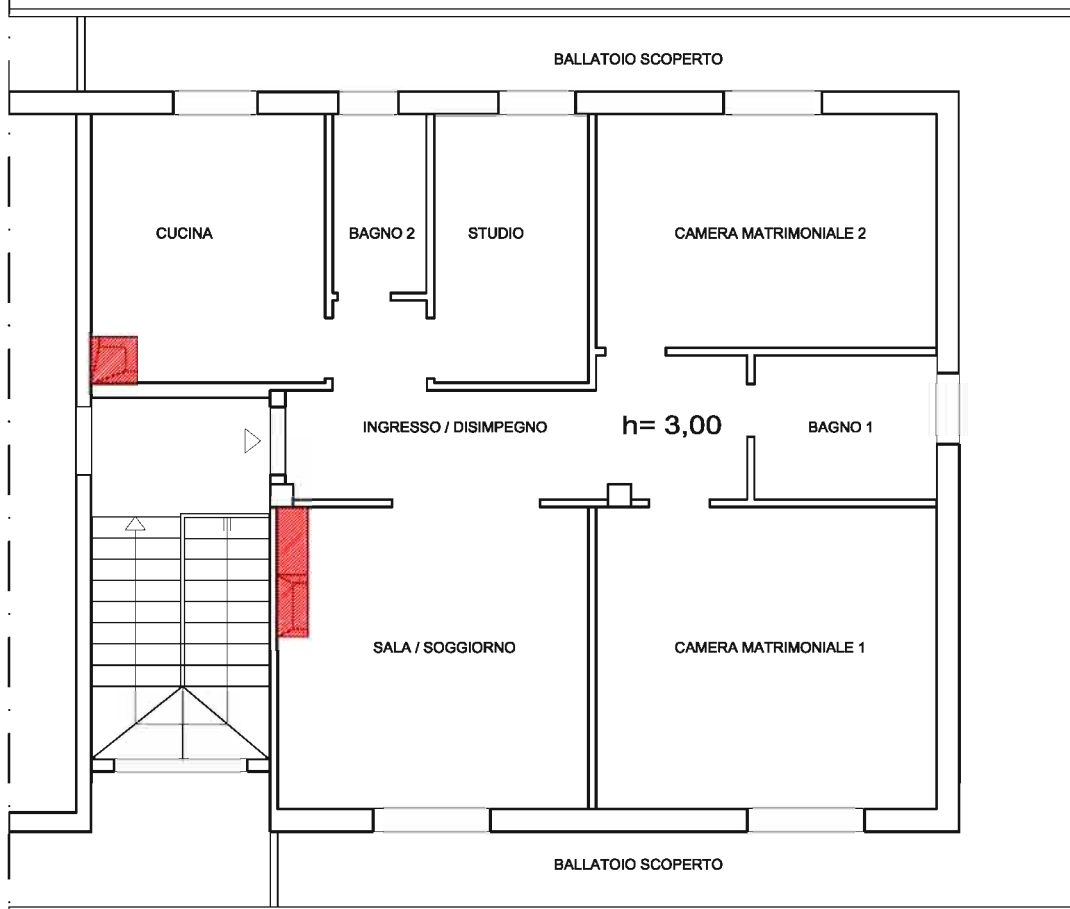 BALLATOIO SCOPERTO
CUCINA
BAGNO 2
STUDIO
CAMERA MATRIMONIALE 2
INGRESSO / DISIMPEGNO
h= 3,00
BAGNO 1
SALA / SOGGIORNO
CAMERA MATRIMONIALE 1
BALLATOIO SCOPERTO